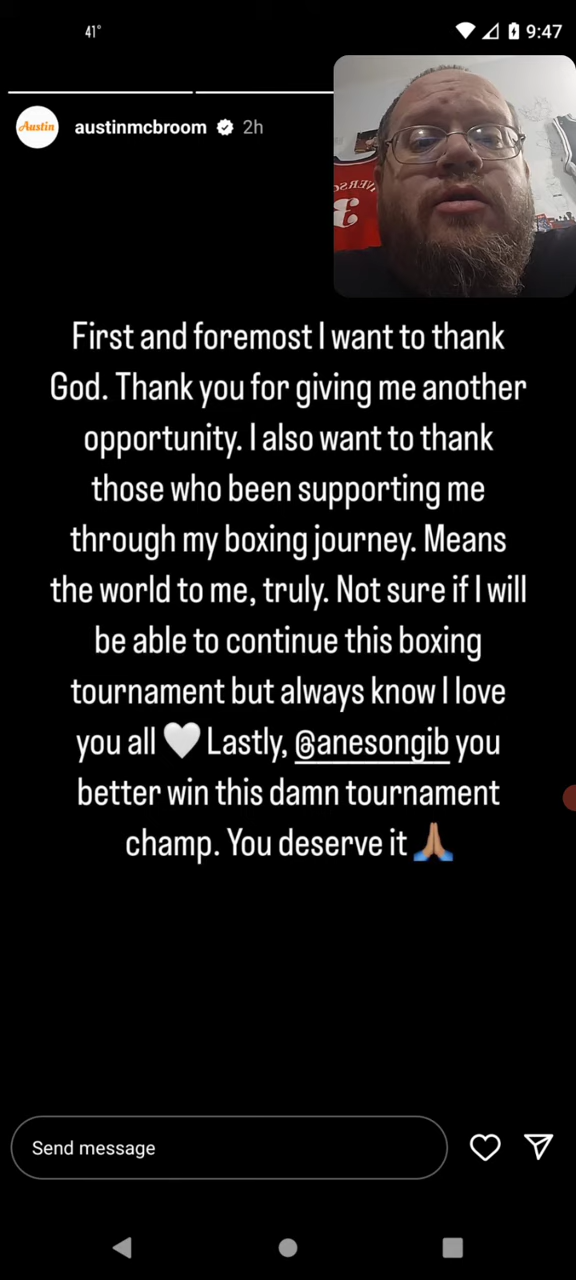 41°
9:47
Austin
austinmcbroom 2h
First and foremost I want to thank
God. Thank you for giving me another
opportunity. I also want to thank
those who been supporting me
through my boxing journey. Means
the world to me, truly. Not sure if I will
be able to continue this boxing
tournament but always know I love
you all 🤍 Lastly, @anesongib you
better win this damn tournament
champ. You deserve it 🙏🏽
Send message